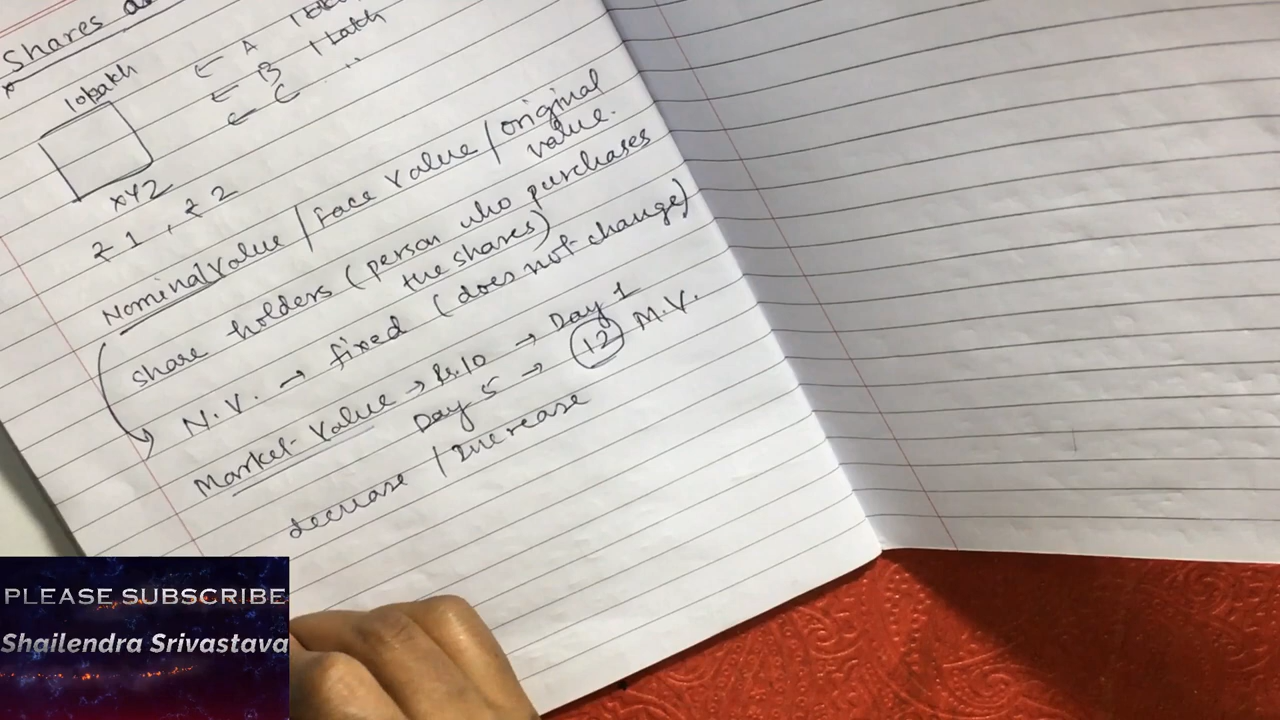 Shares
A
10 lakh
B 1 lakh
C "
XYZ
₹ 1, ₹ 2
Nominal Value / Face Value / original
value.
share holders (person who purchases
the shares)
N.V. → fixed (does not change)
Market Value → Rs.10 → Day 1
Day 5 → 12 M.V.
decrease / Increase
PLEASE SUBSCRIBE
Shailendra Srivastava